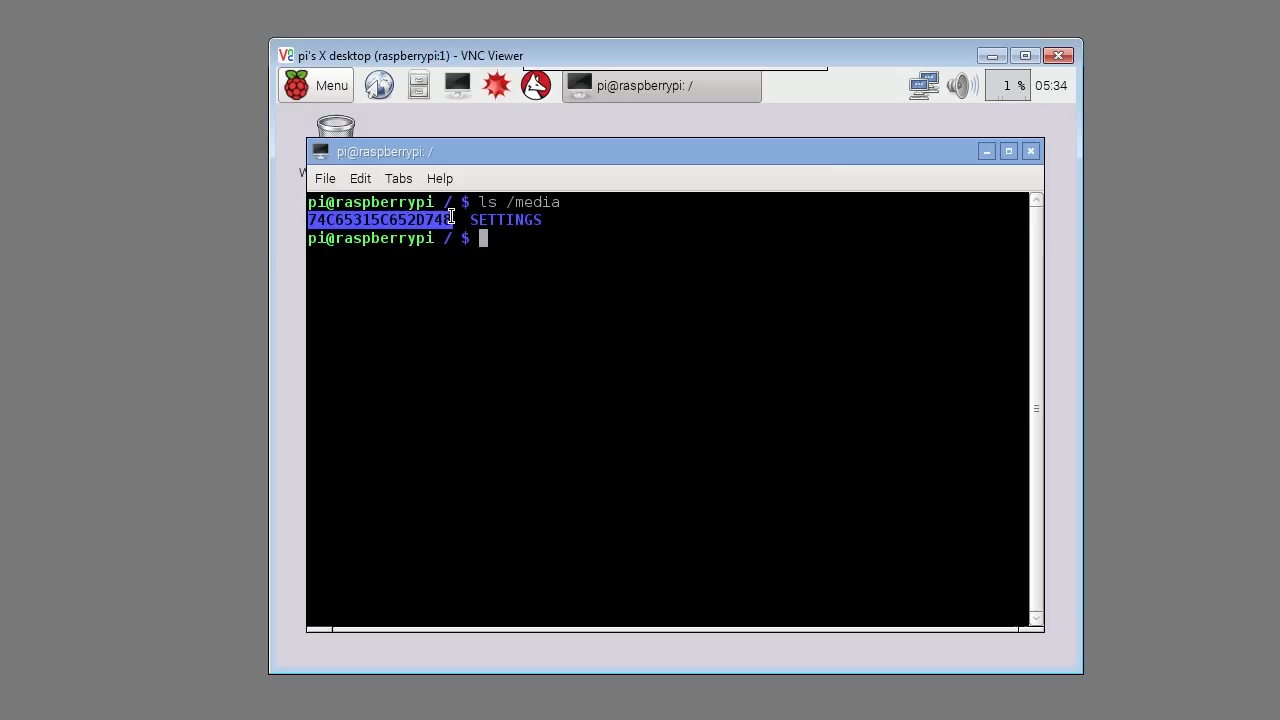 pi's X desktop (raspberrypi:1) - VNC Viewer
Menu
pi@raspberrypi: /
1 %
05:34
pi@raspberrypi: /
File Edit Tabs Help
pi@raspberrypi / $ ls /media
74C65315C652D748 SETTINGS
pi@raspberrypi / $